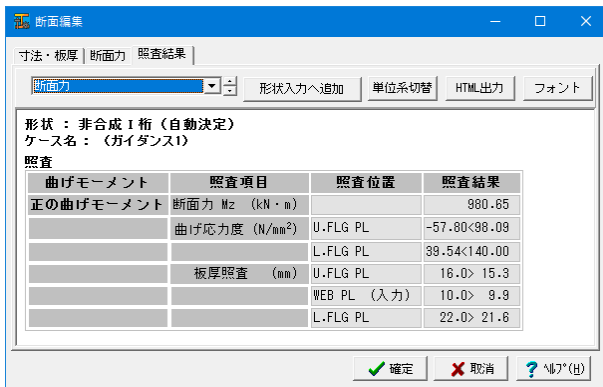 断面編集
寸法・板厚 断面力 照査結果
断面力 形状入力へ追加 単位系切替 HTML出力 フォント
形状 : 非合成 I 桁 (自動決定)
ケース名 : (ガイダンス1)
照査
曲げモーメント 照査項目 照査位置 照査結果
正の曲げモーメント 断面力 Mz (kN・m) 980.65
曲げ応力度 (N/mm²) U.FLG PL -57.80<98.09
L.FLG PL 39.54<140.00
板厚照査 (mm) U.FLG PL 16.0> 15.3
WEB PL (入力) 10.0> 9.9
L.FLG PL 22.0> 21.6
確定 取消 ヘルプ(H)